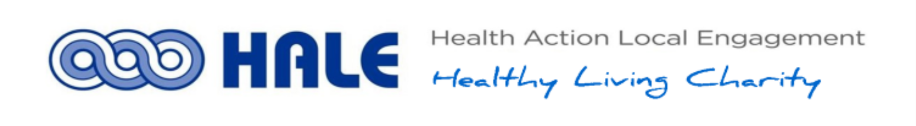 HALE
Health Action Local Engagement
Healthy Living Charity